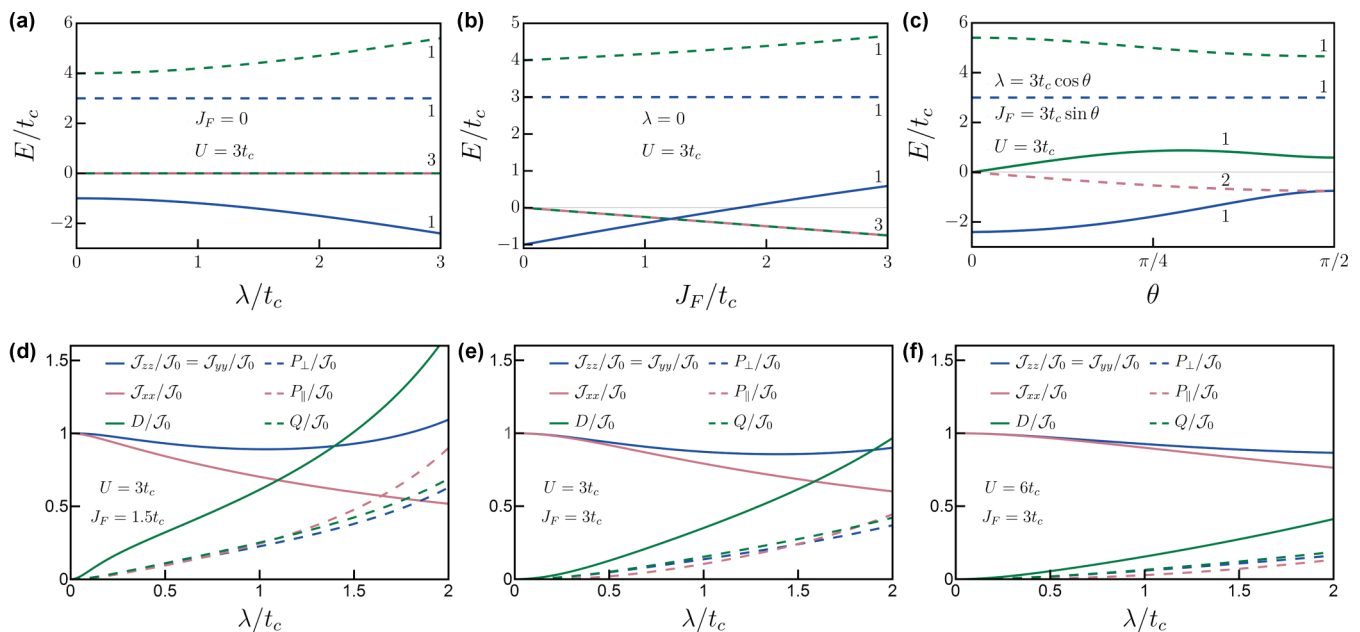 (a)
6
4
2
0
−2
E/t_c
J_F = 0
U = 3t_c
1
1
3
1
0
1
2
3
λ/t_c
(b)
5
4
3
2
1
0
−1
E/t_c
λ = 0
U = 3t_c
1
1
1
3
0
1
2
3
J_F/t_c
(c)
6
4
2
0
−2
E/t_c
λ = 3t_c cos θ
J_F = 3t_c sin θ
U = 3t_c
1
1
1
2
1
0
π/4
π/2
θ
(d)
1.5
1
0.5
0
𝒥_zz/𝒥_0 = 𝒥_yy/𝒥_0
P_⊥/𝒥_0
𝒥_xx/𝒥_0
P_∥/𝒥_0
D/𝒥_0
Q/𝒥_0
U = 3t_c
J_F = 1.5t_c
0
0.5
1
1.5
2
λ/t_c
(e)
1.5
1
0.5
0
𝒥_zz/𝒥_0 = 𝒥_yy/𝒥_0
P_⊥/𝒥_0
𝒥_xx/𝒥_0
P_∥/𝒥_0
D/𝒥_0
Q/𝒥_0
U = 3t_c
J_F = 3t_c
0
0.5
1
1.5
2
λ/t_c
(f)
1.5
1
0.5
0
𝒥_zz/𝒥_0 = 𝒥_yy/𝒥_0
P_⊥/𝒥_0
𝒥_xx/𝒥_0
P_∥/𝒥_0
D/𝒥_0
Q/𝒥_0
U = 6t_c
J_F = 3t_c
0
0.5
1
1.5
2
λ/t_c